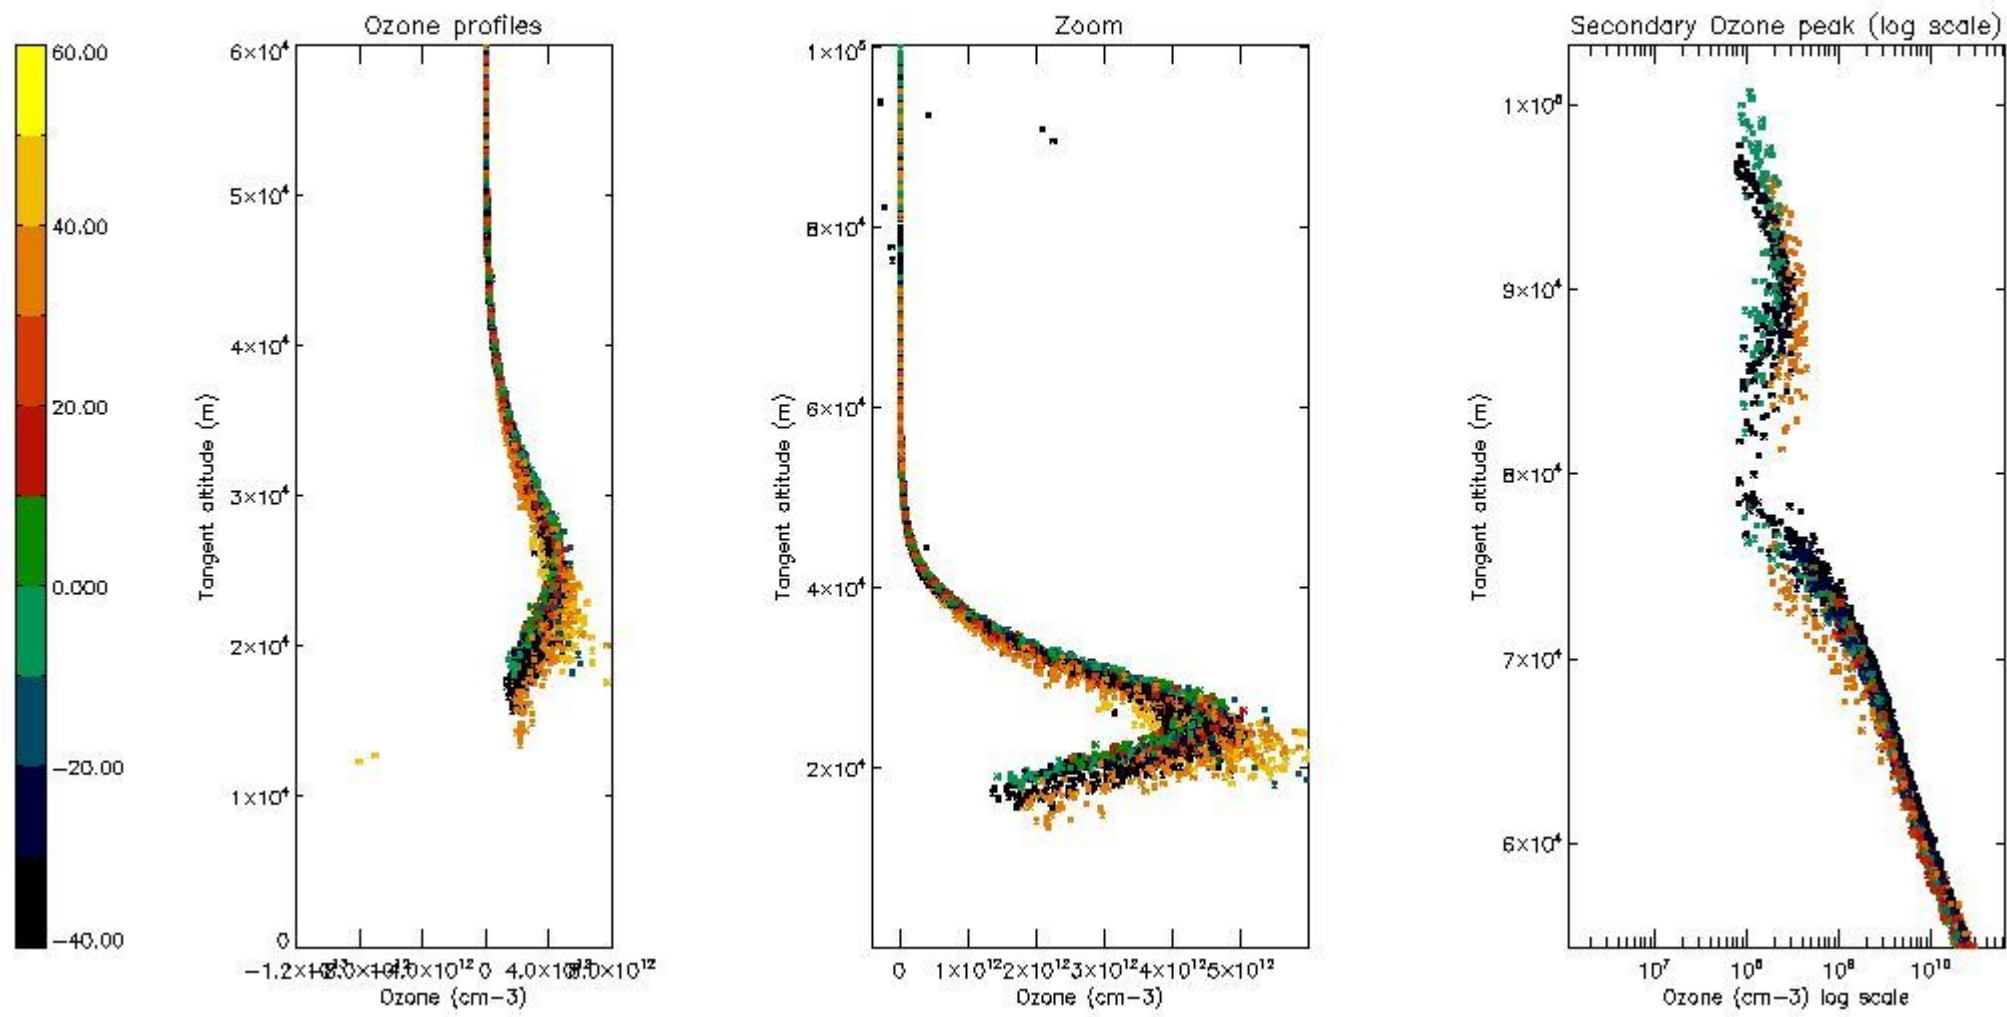 Ozone profiles
Zoom
Secondary Ozone peak (log scale)
60.00
40.00
20.00
0.000
−20.00
−40.00
6×10⁴
5×10⁴
4×10⁴
3×10⁴
2×10⁴
1×10⁴
0
Tangent altitude (m)
0
Ozone (cm−3)
1×10⁵
8×10⁴
6×10⁴
4×10⁴
2×10⁴
Tangent altitude (m)
0 1×10¹² 2×10¹² 3×10¹² 4×10¹² 5×10¹²
Ozone (cm−3)
9×10⁴
8×10⁴
7×10⁴
6×10⁴
Tangent altitude (m)
10⁷ 10⁸ 10⁹ 10¹⁰
Ozone (cm−3) log scale